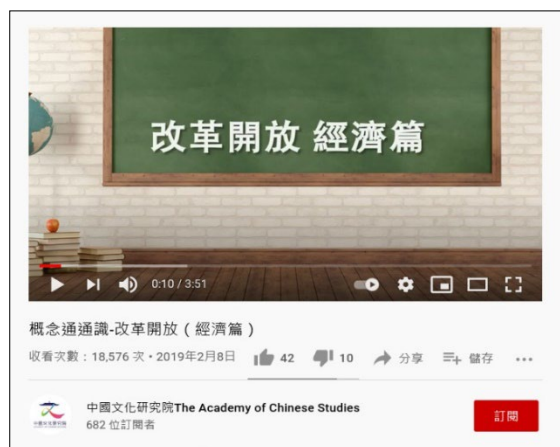 改革開放 經濟篇
0:10 / 3:51
概念通通識-改革開放（經濟篇）
收看次數：18,576 次・2019年2月8日 42 10 分享 儲存
中國文化研究院The Academy of Chinese Studies
682 位訂閱者
訂閱